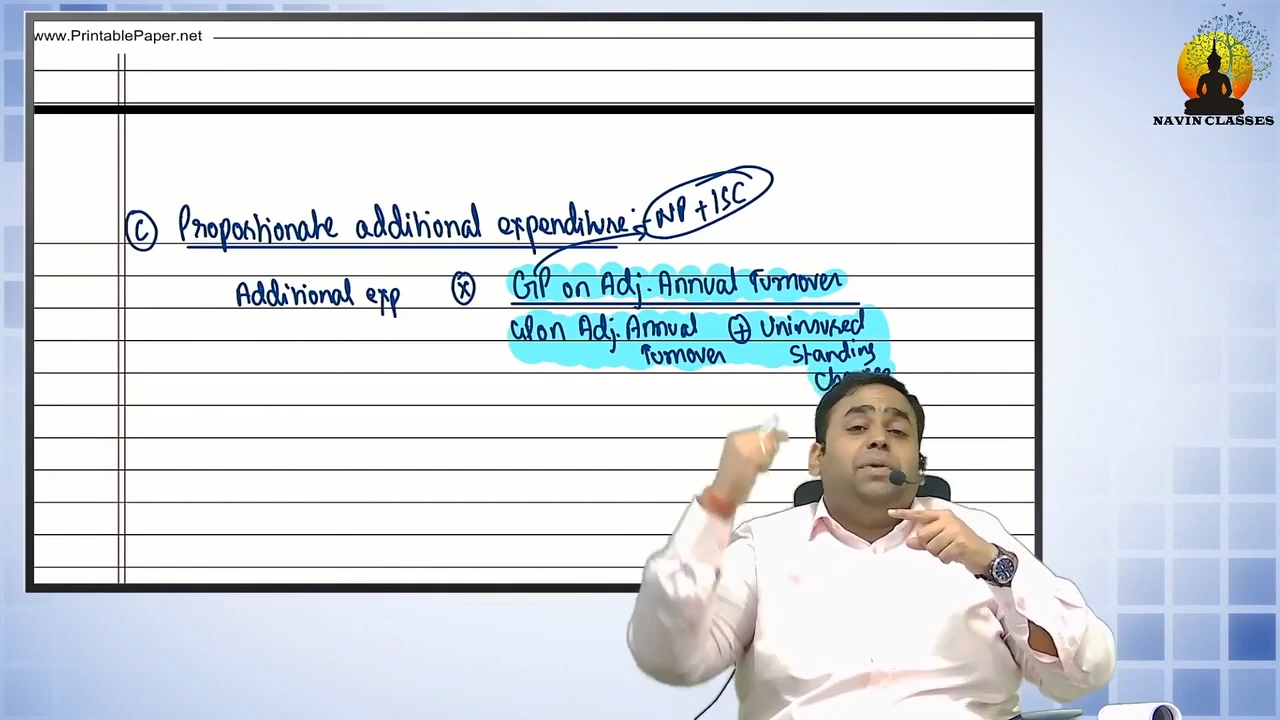 www.PrintablePaper.net
NAVIN CLASSES
NP + ISC
C Proportionate additional expenditure:-
Additional exp x GP on Adj. Annual Turnover
GP on Adj. Annual + Uninsured
Turnover Standing